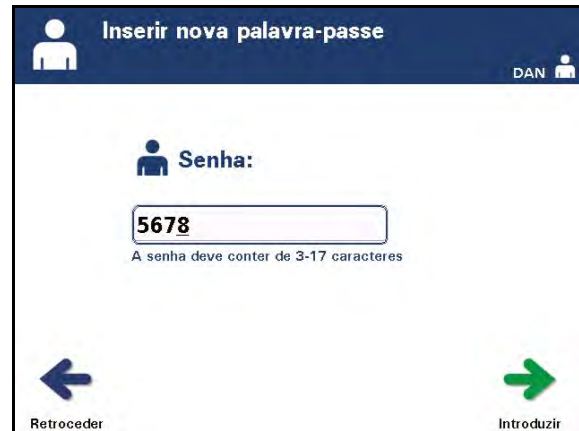 Inserir nova palavra-passe
DAN
Senha:
5678
A senha deve conter de 3-17 caracteres
Retroceder
Introduzir